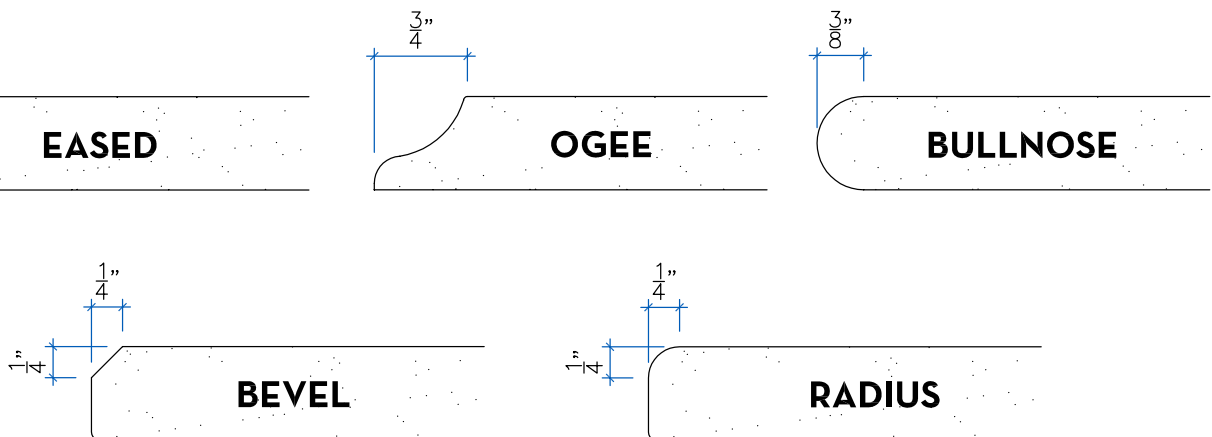 3/4"
3/8"
EASED
OGEE
BULLNOSE
1/4"
1/4"
1/4"
1/4"
BEVEL
RADIUS